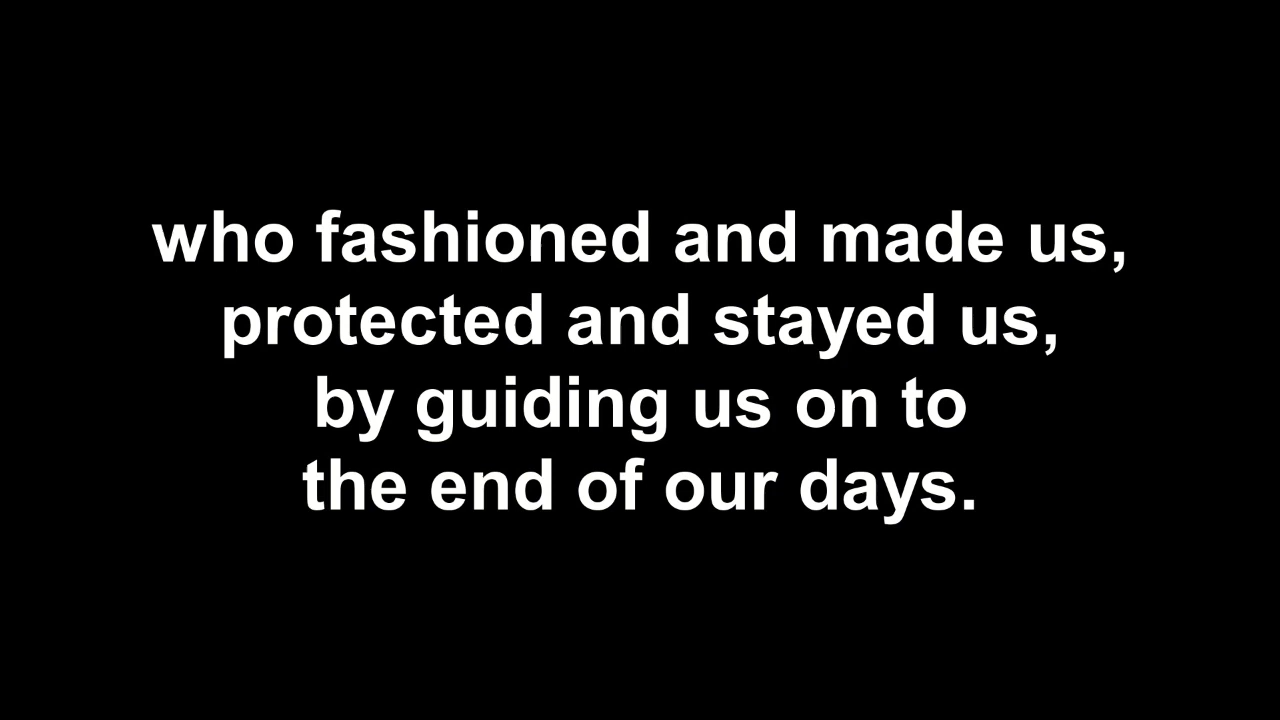 who fashioned and made us,
protected and stayed us,
by guiding us on to
the end of our days.